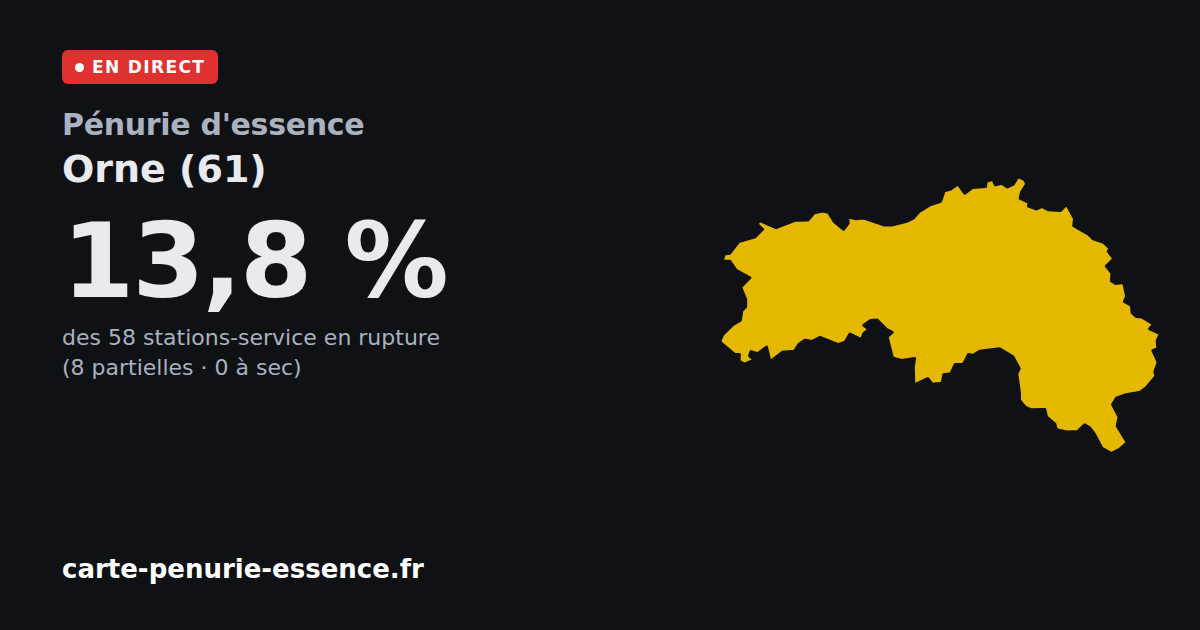 EN DIRECT
Pénurie d'essence
Orne (61)
13,8 %
des 58 stations-service en rupture
(8 partielles · 0 à sec)
carte-penurie-essence.fr